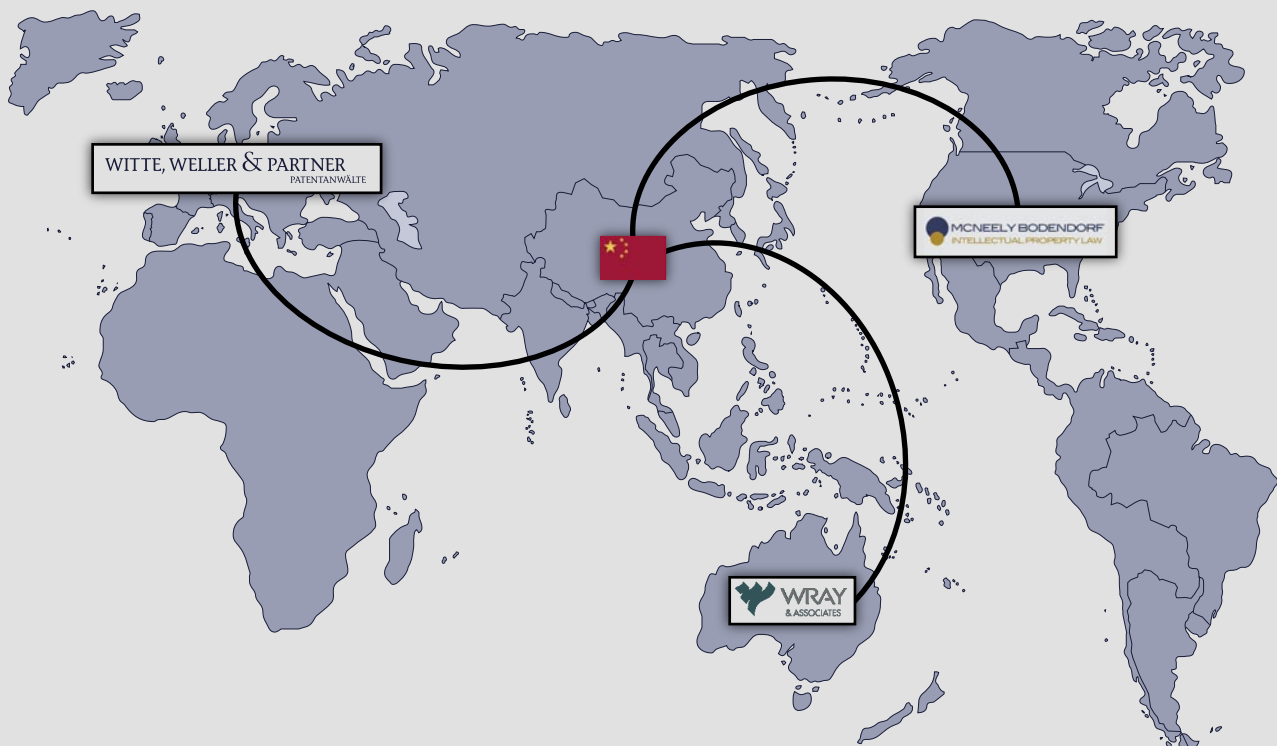 WITTE, WELLER & PARTNER
PATENTANWÄLTE
MCNEELY BODENDORF
INTELLECTUAL PROPERTY LAW
WRAY
& ASSOCIATES